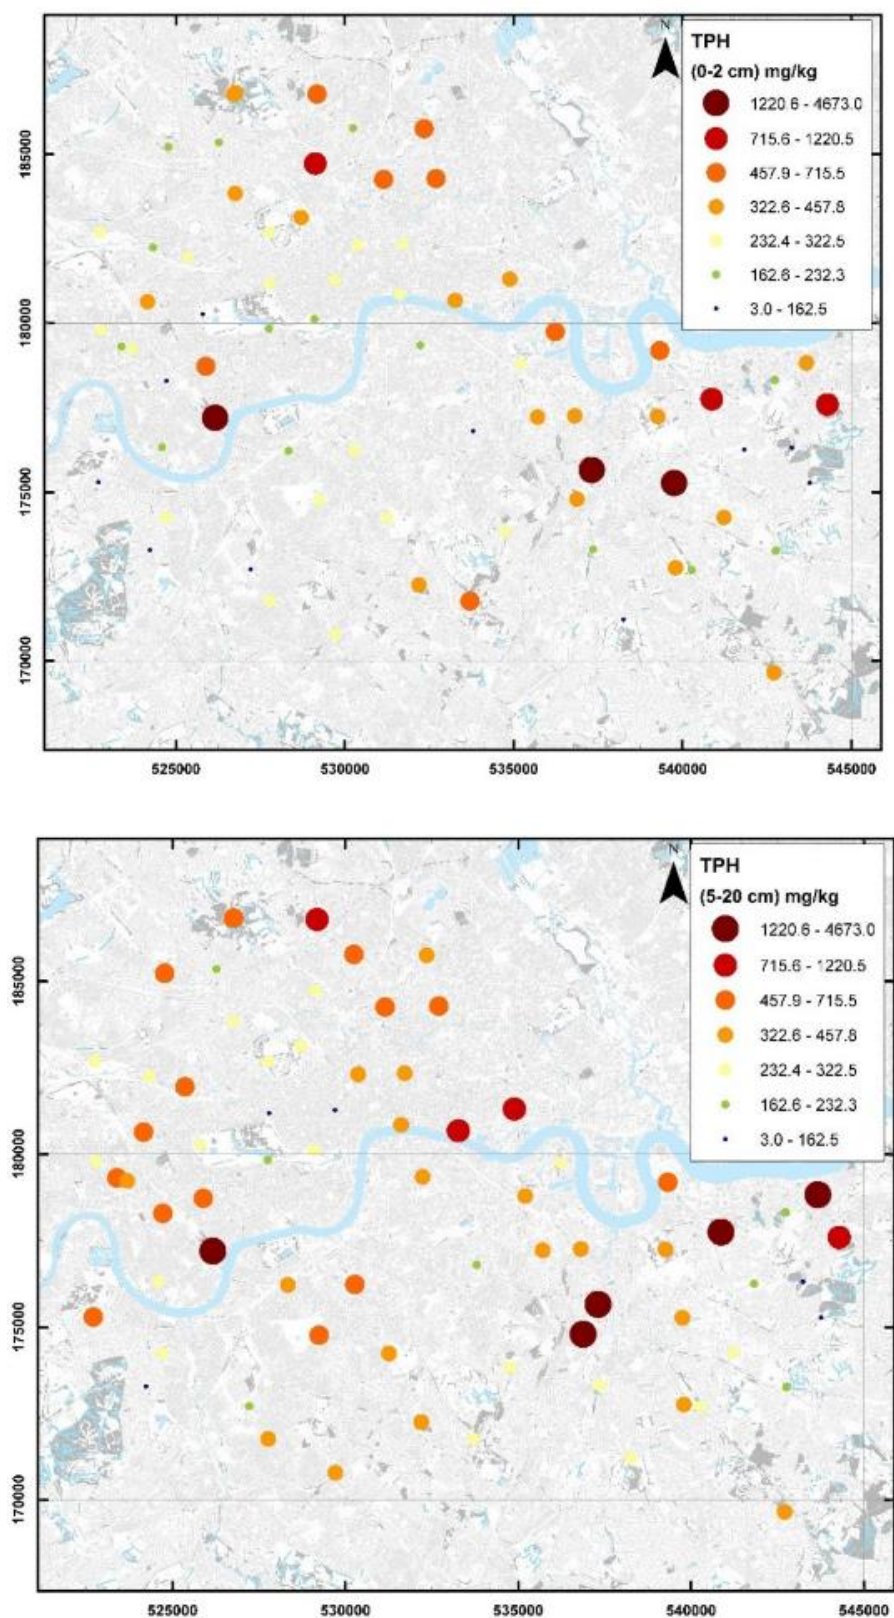 N
TPH
(0-2 cm) mg/kg
1220.6 - 4673.0
715.6 - 1220.5
457.9 - 715.5
322.6 - 457.8
232.4 - 322.5
162.6 - 232.3
3.0 - 162.5
185000
180000
175000
170000
525000
530000
535000
540000
545000
N
TPH
(5-20 cm) mg/kg
1220.6 - 4673.0
715.6 - 1220.5
457.9 - 715.5
322.6 - 457.8
232.4 - 322.5
162.6 - 232.3
3.0 - 162.5
185000
180000
175000
170000
525000
530000
535000
540000
545000